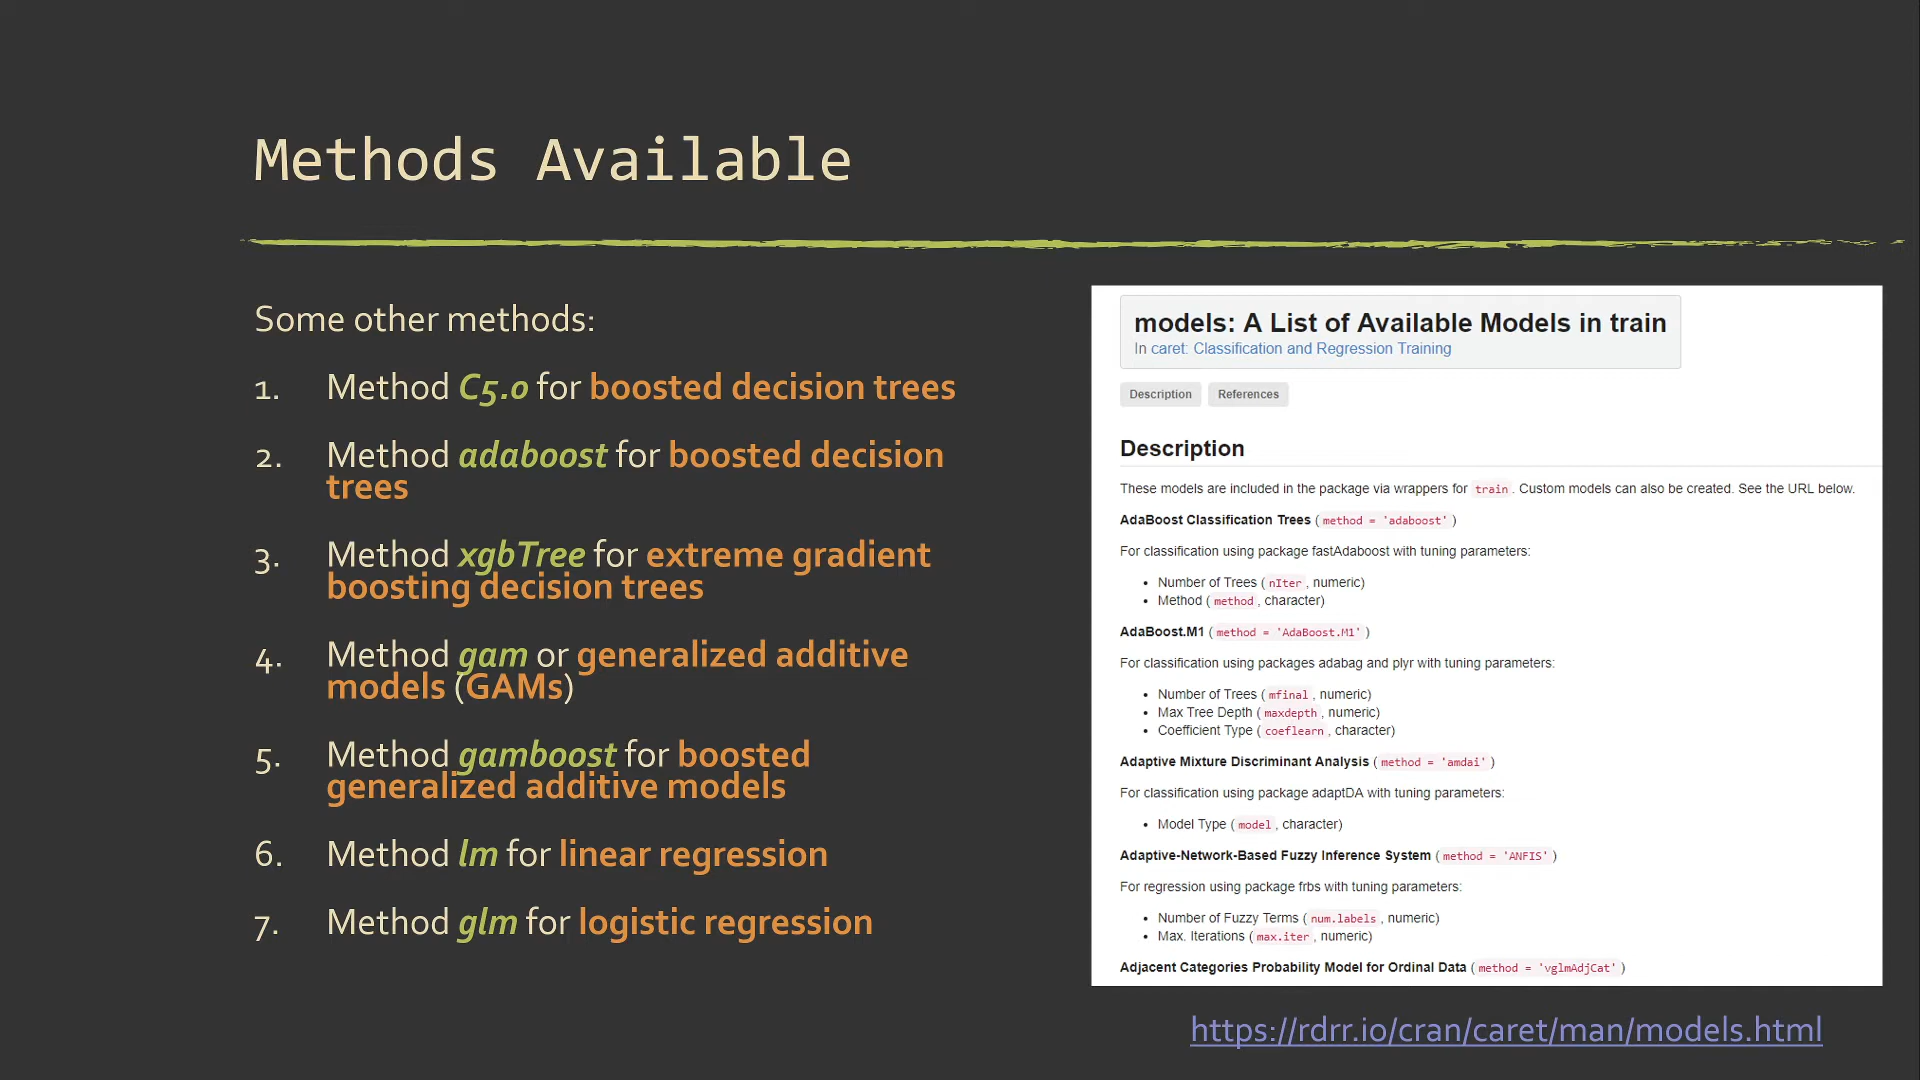 Methods Available
Some other methods:
1. Method C5.0 for boosted decision trees
2. Method adaboost for boosted decision
trees
3. Method xgbTree for extreme gradient
boosting decision trees
4. Method gam or generalized additive
models (GAMs)
5. Method gamboost for boosted
generalized additive models
6. Method lm for linear regression
7. Method glm for logistic regression
models: A List of Available Models in train
In caret: Classification and Regression Training
Description References
Description
These models are included in the package via wrappers for train. Custom models can also be created. See the URL below.
AdaBoost Classification Trees (method = 'adaboost')
For classification using package fastAdaboost with tuning parameters:
• Number of Trees (nIter, numeric)
• Method (method, character)
AdaBoost.M1 (method = 'AdaBoost.M1')
For classification using packages adabag and plyr with tuning parameters:
• Number of Trees (mfinal, numeric)
• Max Tree Depth (maxdepth, numeric)
• Coefficient Type (coeflearn, character)
Adaptive Mixture Discriminant Analysis (method = 'amdai')
For classification using package adaptDA with tuning parameters:
• Model Type (model, character)
Adaptive-Network-Based Fuzzy Inference System (method = 'ANFIS')
For regression using package frbs with tuning parameters:
• Number of Fuzzy Terms (num.labels, numeric)
• Max. Iterations (max.iter, numeric)
Adjacent Categories Probability Model for Ordinal Data (method = 'vglmAdjCat')
https://rdrr.io/cran/caret/man/models.html